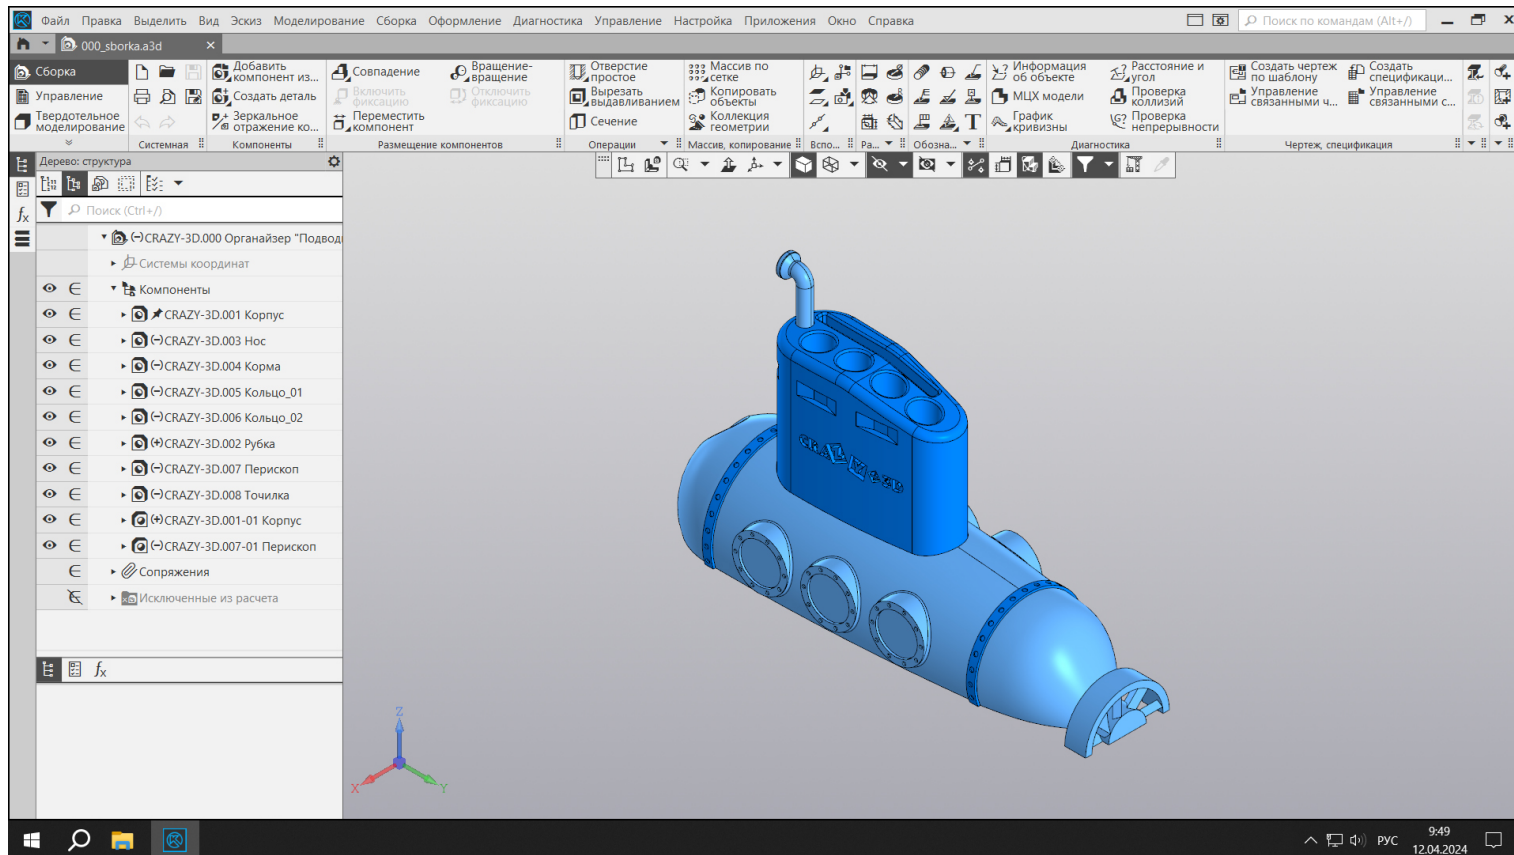 Файл Правка Выделить Вид Эскиз Моделирование Сборка Оформление Диагностика Управление Настройка Приложения Окно Справка Поиск по командам (Alt+/)
000_sborka.a3d
Сборка
Управление
Твердотельное
моделирование
Системная
Добавить
компонент из...
Создать деталь
Зеркальное
отражение ко...
Компоненты
Совпадение
Включить
фиксацию
Переместить
компонент
Вращение-
вращение
Отключить
фиксацию
Размещение компонентов
Отверстие
простое
Вырезать
выдавливанием
Сечение
Операции
Массив по
сетке
Копировать
объекты
Коллекция
геометрии
Массив, копирование
Вспо...
Ра...
Обозна...
Информация
об объекте
МЦХ модели
График
кривизны
Расстояние и
угол
Проверка
коллизий
Проверка
непрерывности
Диагностика
Создать чертеж
по шаблону
Управление
связанными ч...
Создать
спецификаци...
Управление
связанными с...
Чертеж, спецификация
Дерево: структура
Поиск (Ctrl+/)
(-)CRAZY-3D.000 Органайзер "Подвод
Системы координат
Компоненты
CRAZY-3D.001 Корпус
(-)CRAZY-3D.003 Нос
(-)CRAZY-3D.004 Корма
(-)CRAZY-3D.005 Кольцо_01
(-)CRAZY-3D.006 Кольцо_02
(+)CRAZY-3D.002 Рубка
(-)CRAZY-3D.007 Перископ
(-)CRAZY-3D.008 Точилка
(+)CRAZY-3D.001-01 Корпус
(-)CRAZY-3D.007-01 Перископ
Сопряжения
Исключенные из расчета
CRAZY-3D
Z
X
Y
РУС
9:49
12.04.2024